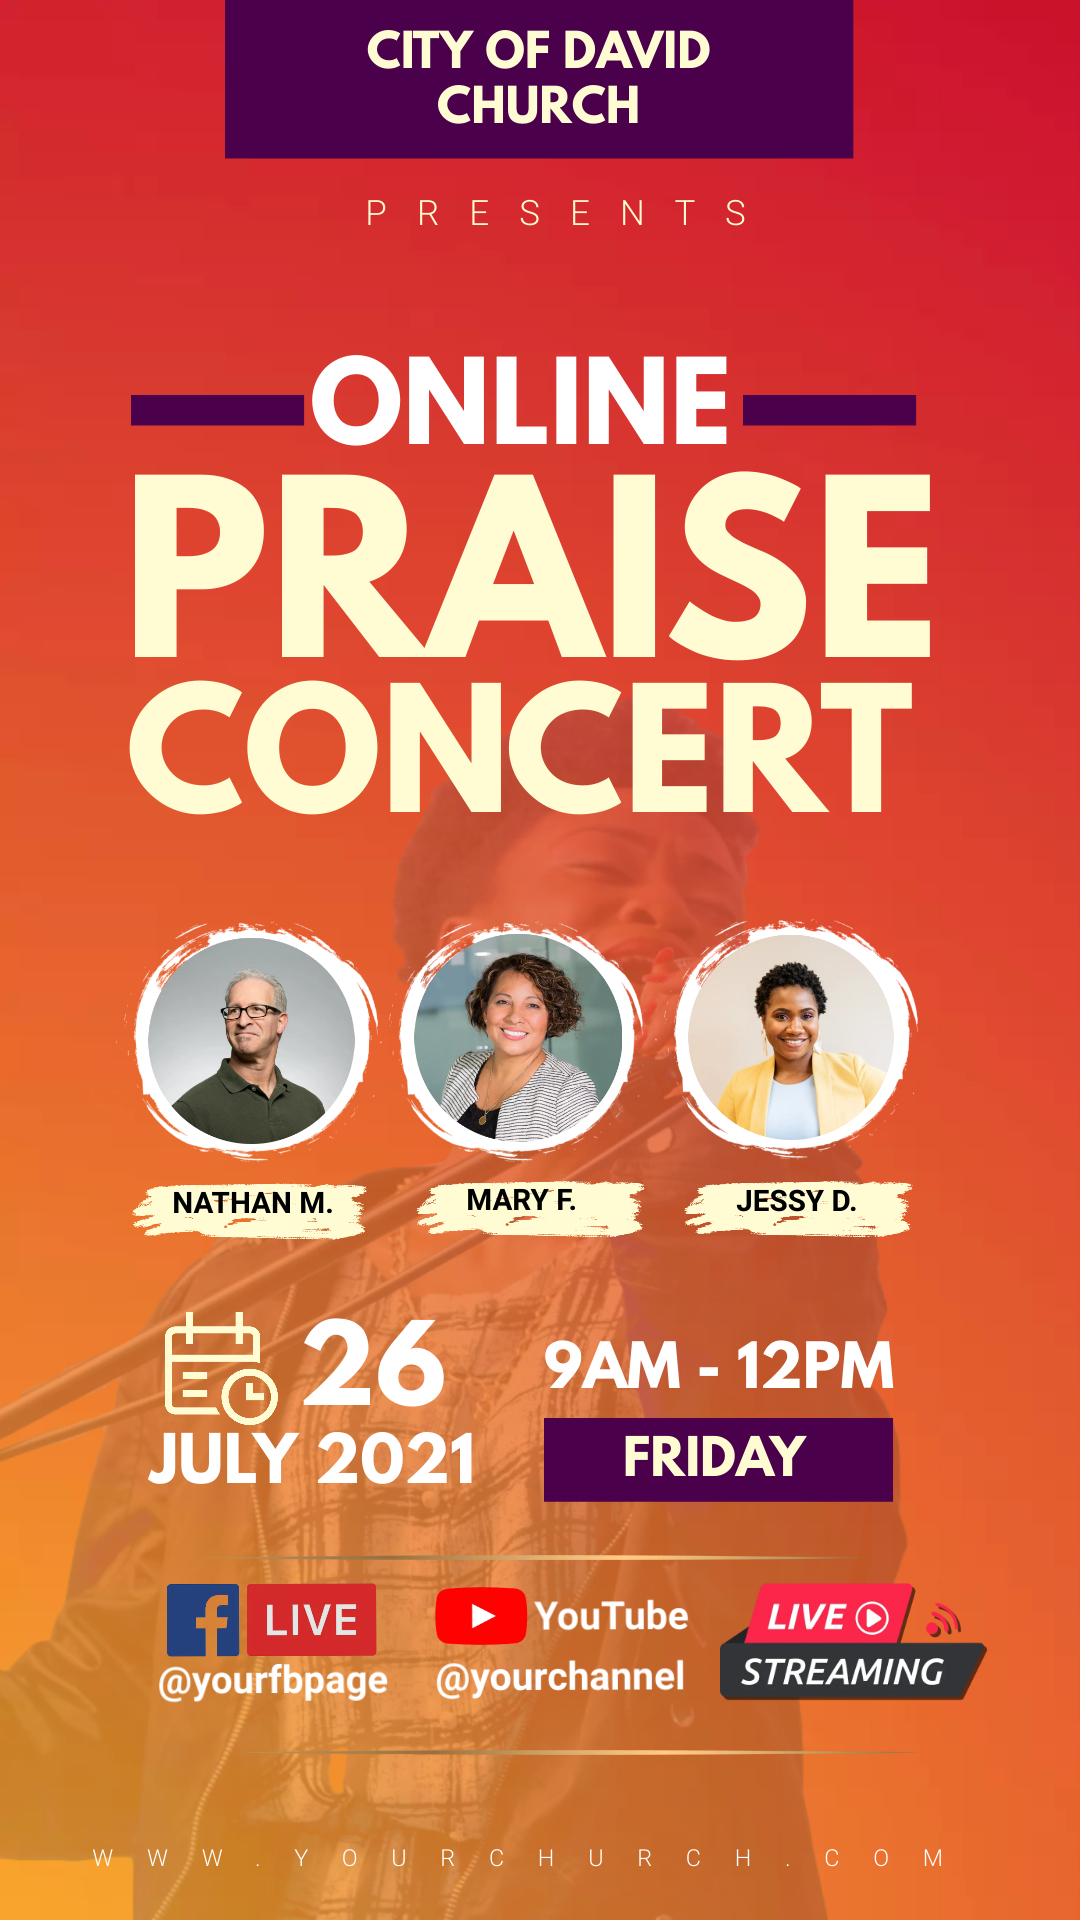 CITY OF DAVID
CHURCH
PRESENTS
ONLINE
PRAISE
CONCERT
NATHAN M.
MARY F.
JESSY D.
26
JULY 2021
9AM - 12PM
FRIDAY
f LIVE
@yourfbpage
YouTube
@yourchannel
LIVE
STREAMING
WWW.YOURCHURCH.COM